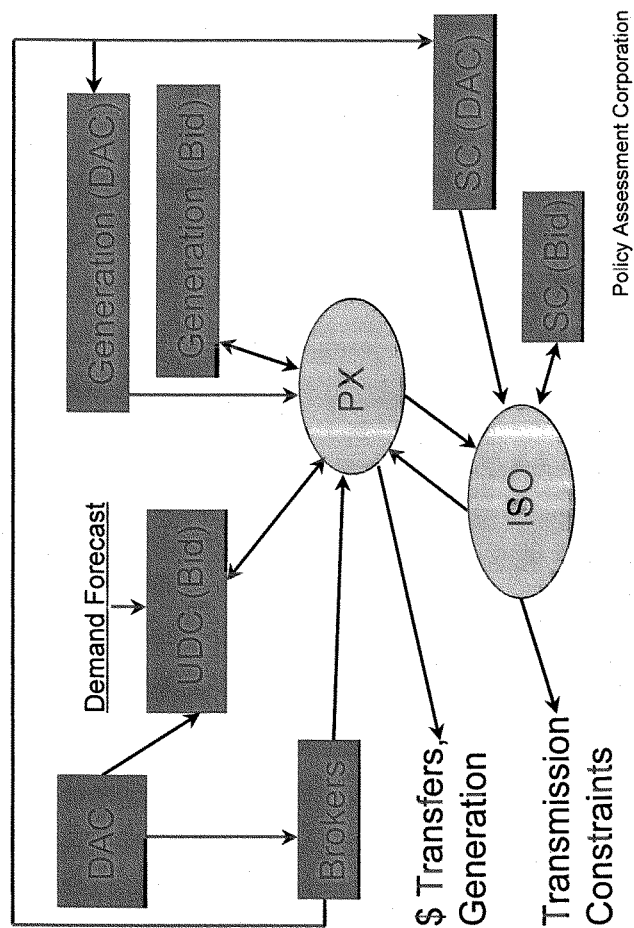 DAC
Demand Forecast
UDC (Bid)
Generation (DAC)
Generation (Bid)
Brokers
PX
$ Transfers,
Generation
SC (DAC)
ISO
SC (Bid)
Transmission
Constraints
Policy Assessment Corporation